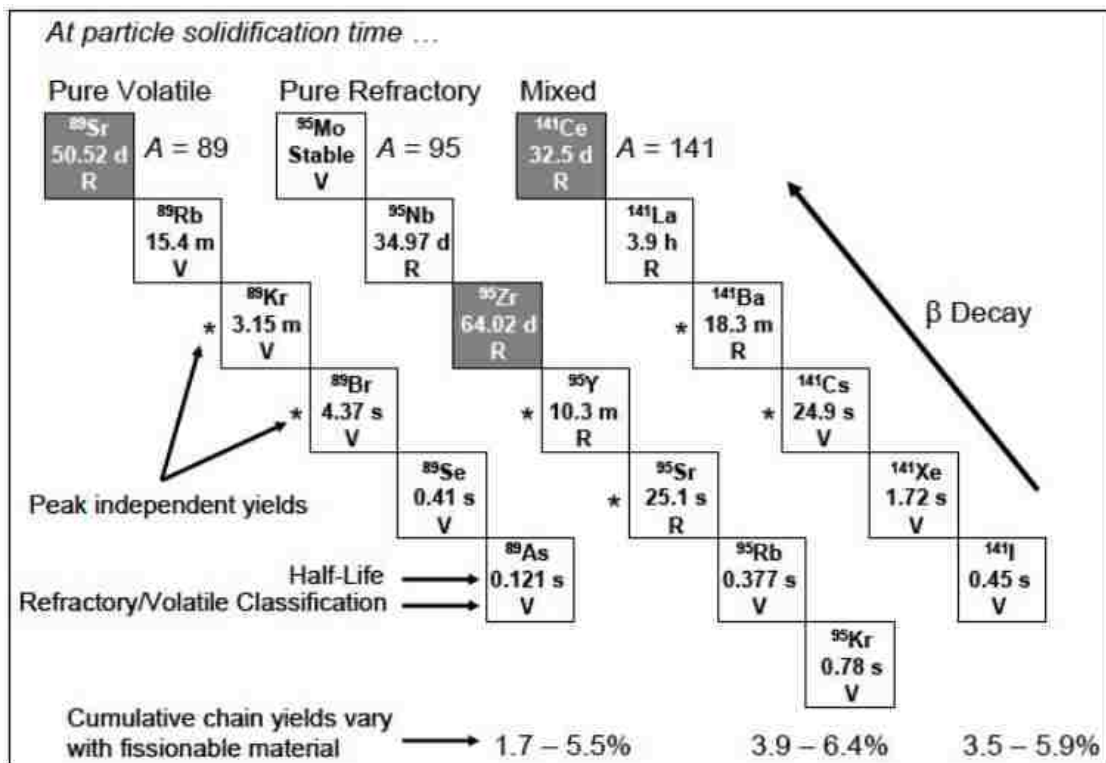 At particle solidification time …
Pure Volatile
Pure Refractory
Mixed
⁸⁹Sr
50.52 d
R
A = 89
⁹⁵Mo
Stable
V
A = 95
¹⁴¹Ce
32.5 d
R
A = 141
⁸⁹Rb
15.4 m
V
⁹⁵Nb
34.97 d
R
¹⁴¹La
3.9 h
R
⁸⁹Kr
* 3.15 m
V
⁹⁵Zr
64.02 d
R
¹⁴¹Ba
* 18.3 m
R
β Decay
⁸⁹Br
* 4.37 s
V
⁹⁵Y
* 10.3 m
R
¹⁴¹Cs
* 24.9 s
V
Peak independent yields
⁸⁹Se
0.41 s
V
⁹⁵Sr
* 25.1 s
R
¹⁴¹Xe
1.72 s
V
Half-Life
Refractory/Volatile Classification
⁸⁹As
0.121 s
V
⁹⁵Rb
0.377 s
V
¹⁴¹I
0.45 s
V
⁹⁵Kr
0.78 s
V
Cumulative chain yields vary
with fissionable material
1.7 – 5.5%
3.9 – 6.4%
3.5 – 5.9%